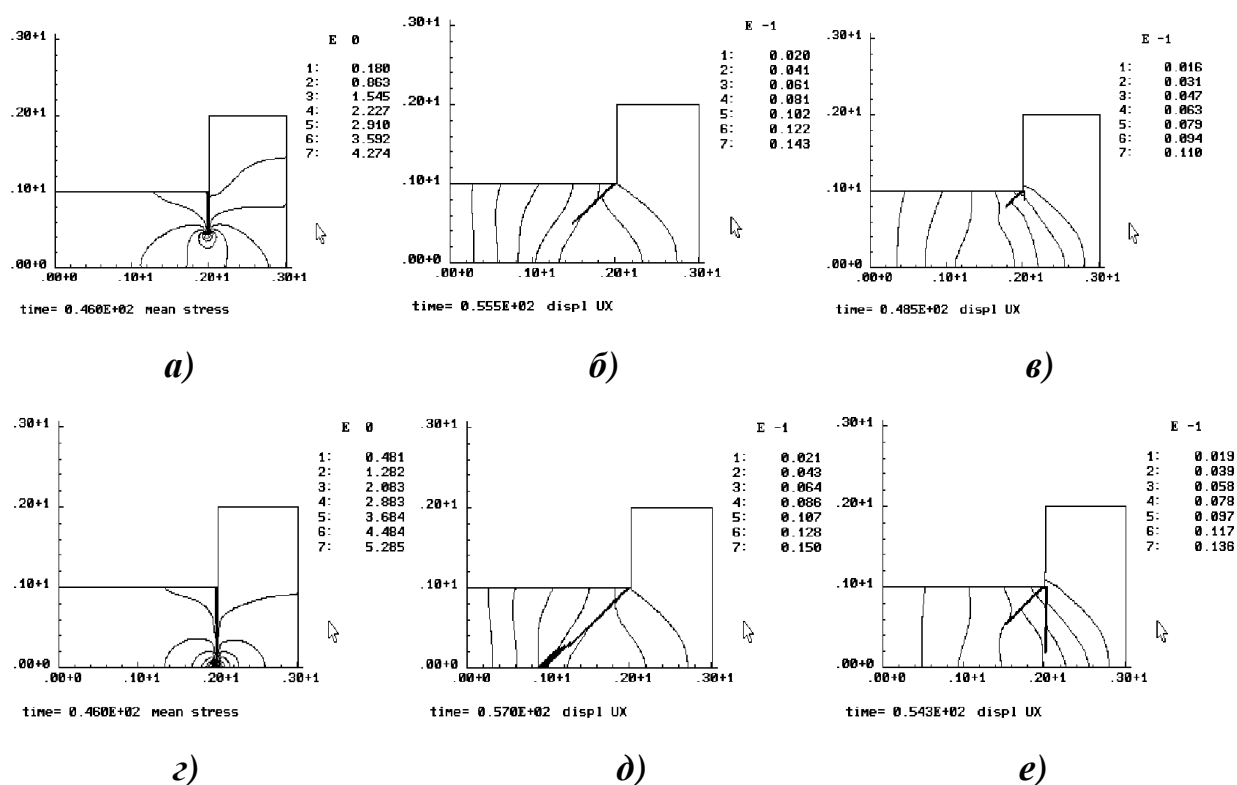 .30+1
.20+1
.10+1
.00+0
.00+0 .10+1 .20+1 .30+1
E 0
1: 0.180
2: 0.863
3: 1.545
4: 2.227
5: 2.910
6: 3.592
7: 4.274
time= 0.460E+02 mean stress
а)
.30+1
.20+1
.10+1
.00+0
.00+0 .10+1 .20+1 .30+1
E -1
1: 0.020
2: 0.041
3: 0.061
4: 0.081
5: 0.102
6: 0.122
7: 0.143
time= 0.555E+02 displ UX
б)
.30+1
.20+1
.10+1
.00+0
.00+0 .10+1 .20+1 .30+1
E -1
1: 0.016
2: 0.031
3: 0.047
4: 0.063
5: 0.079
6: 0.094
7: 0.110
time= 0.485E+02 displ UX
в)
.30+1
.20+1
.10+1
.00+0
.00+0 .10+1 .20+1 .30+1
E 0
1: 0.481
2: 1.282
3: 2.083
4: 2.883
5: 3.684
6: 4.484
7: 5.285
time= 0.460E+02 mean stress
г)
.30+1
.20+1
.10+1
.00+0
.00+0 .10+1 .20+1 .30+1
E -1
1: 0.021
2: 0.043
3: 0.064
4: 0.086
5: 0.107
6: 0.128
7: 0.150
time= 0.570E+02 displ UX
д)
.30+1
.20+1
.10+1
.00+0
.00+0 .10+1 .20+1 .30+1
E -1
1: 0.019
2: 0.039
3: 0.058
4: 0.078
5: 0.097
6: 0.117
7: 0.136
time= 0.543E+02 displ UX
е)